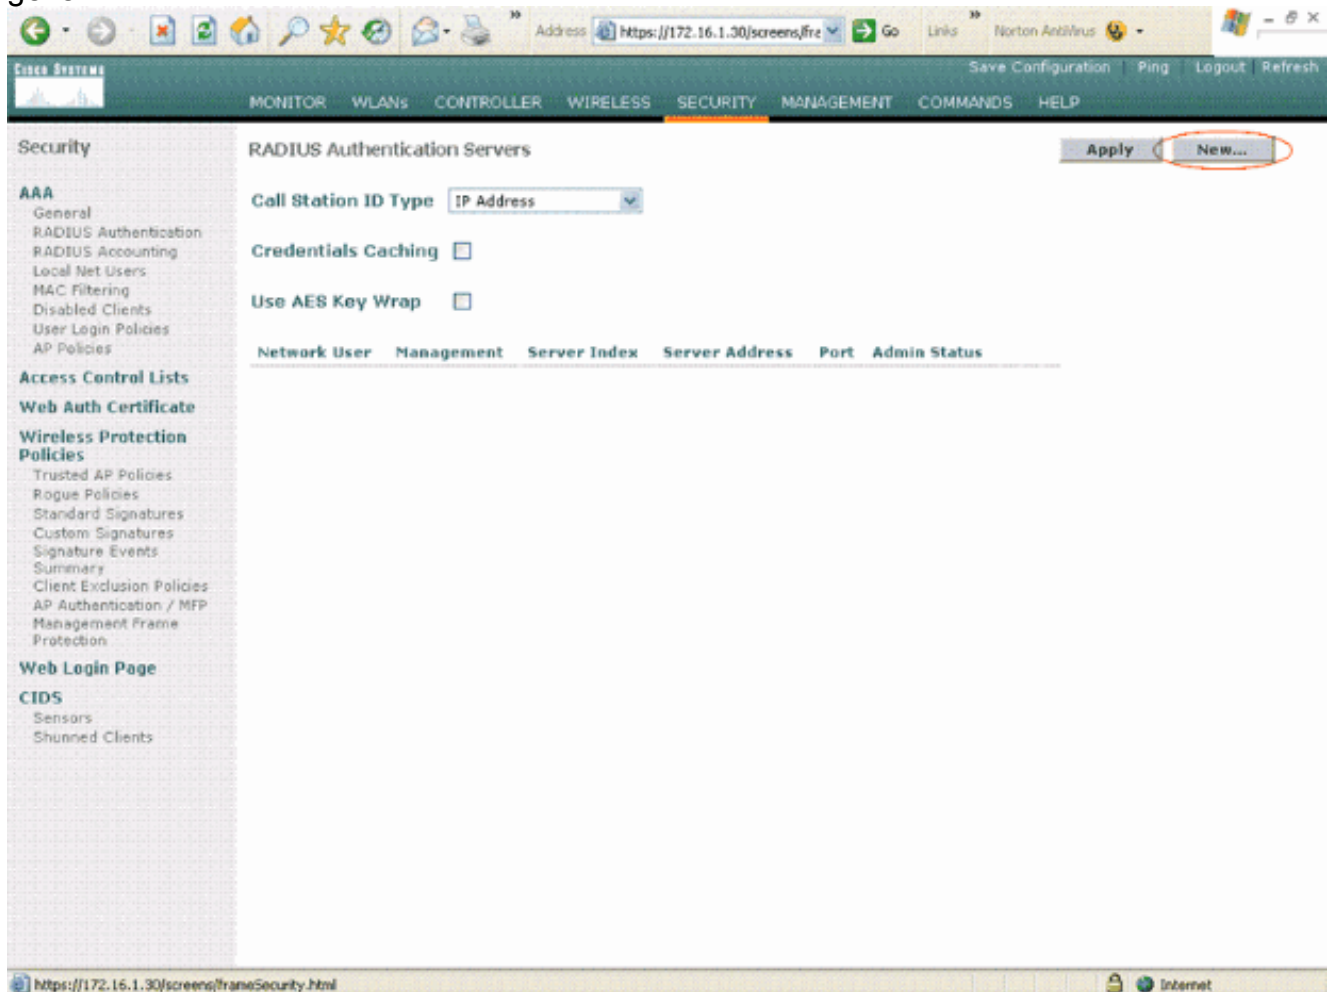 Address https://172.16.1.30/screens/fra Go Links Norton AntiVirus
CISCO SYSTEMS
Save Configuration Ping Logout Refresh
MONITOR WLANs CONTROLLER WIRELESS SECURITY MANAGEMENT COMMANDS HELP
Security
AAA
General
RADIUS Authentication
RADIUS Accounting
Local Net Users
MAC Filtering
Disabled Clients
User Login Policies
AP Policies
Access Control Lists
Web Auth Certificate
Wireless Protection
Policies
Trusted AP Policies
Rogue Policies
Standard Signatures
Custom Signatures
Signature Events
Summary
Client Exclusion Policies
AP Authentication / MFP
Management Frame
Protection
Web Login Page
CIDS
Sensors
Shunned Clients
RADIUS Authentication Servers
Apply New...
Call Station ID Type IP Address
Credentials Caching
Use AES Key Wrap
Network User Management Server Index Server Address Port Admin Status
https://172.16.1.30/screens/frameSecurity.html Internet